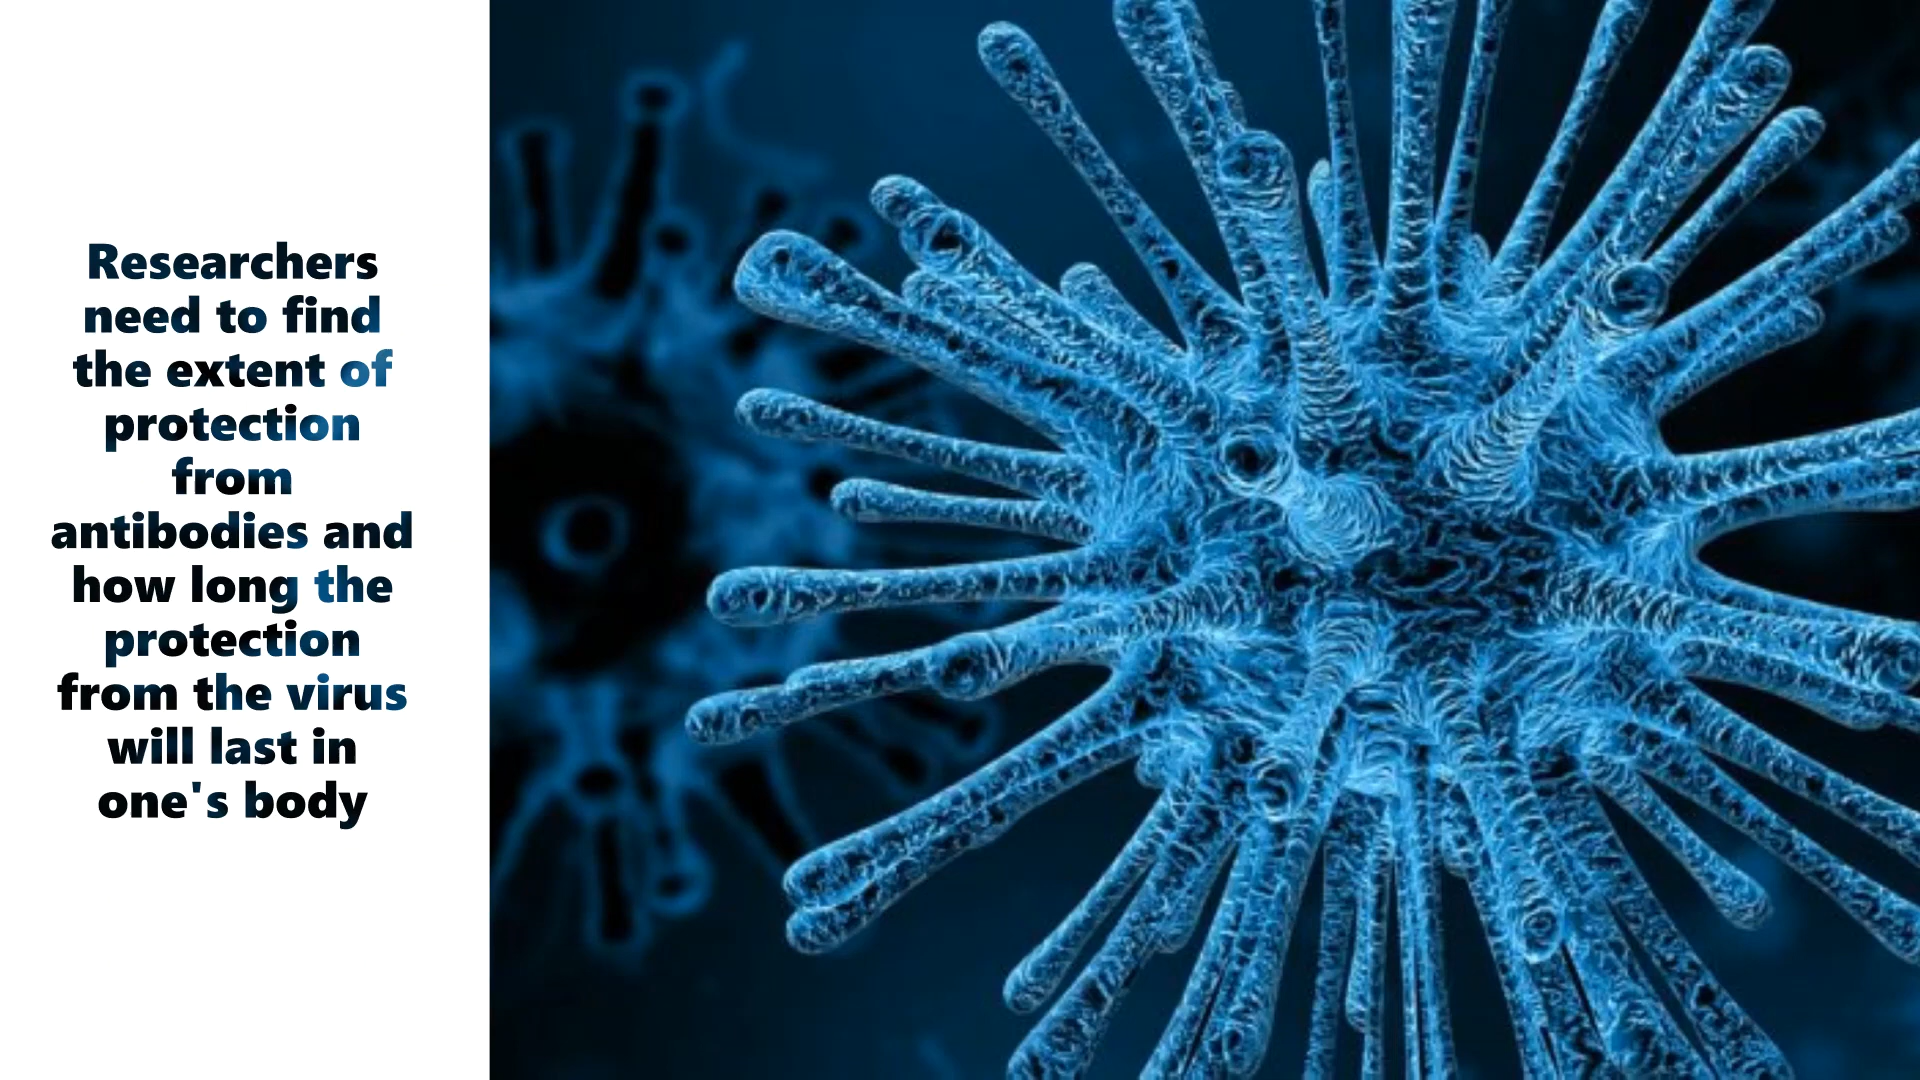 Researchers
need to find
the extent of
protection
from
antibodies and
how long the
protection
from the virus
will last in
one's body